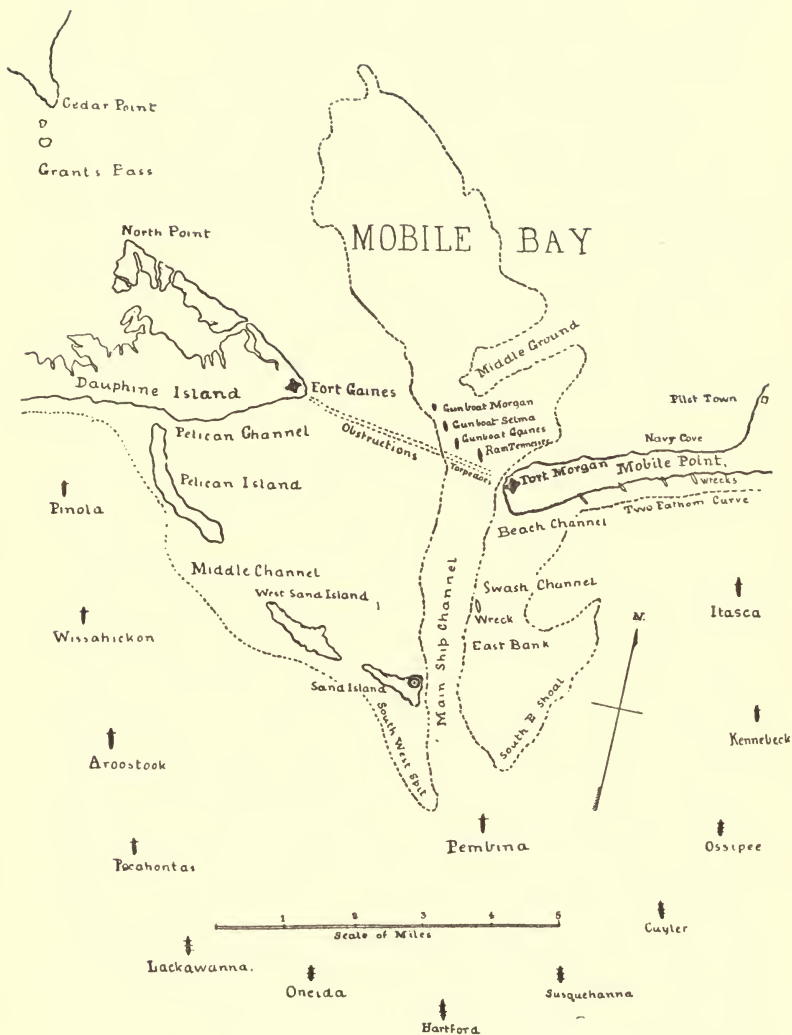 Cedar Point
Grants Pass
North Point
MOBILE BAY
Middle Ground
Dauphine Island
Fort Gaines
Gunboat Morgan
Gunboat Selma
Gunboat Gaines
Ram Tennessee
Pilot Town
Pelican Channel
Obstructions
Torpedoes
Navy Cove
Fort Morgan
Mobile Point.
Wrecks
Two Fathom Curve
Beach Channel
Pelican Island
Pinola
Middle Channel
West Sand Island
Swash Channel
Wreck
Itasca
N.
Wissahickon
East Bank
Main Ship Channel
Sand Island
South West Spit
South E Shoal
Kennebeck
Aroostook
Pembina
Ossipee
Pocahontas
1 2 3 4 5
Scale of Miles
Cuyler
Lackawanna.
Oneida
Susquehanna
Hartford